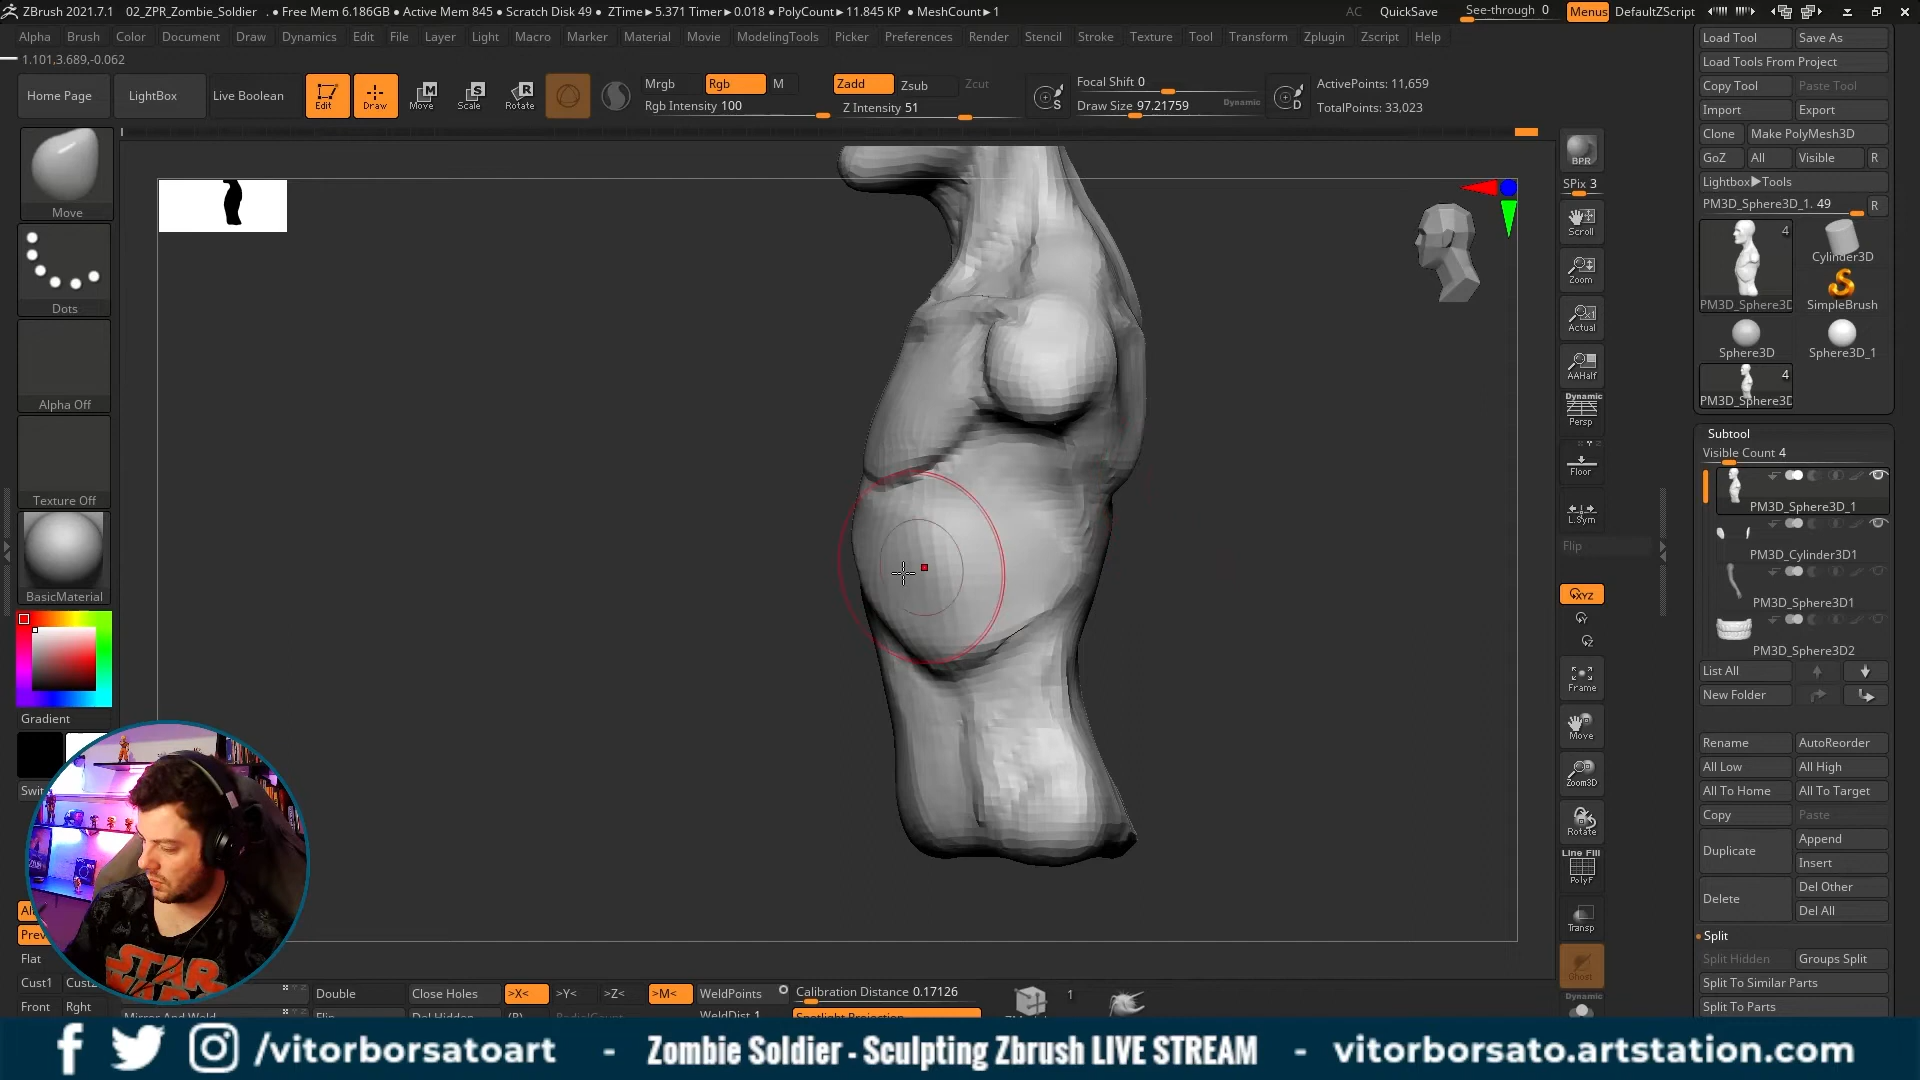 ZBrush 2021.7.1 02_ZPR_Zombie_Soldier . ● Free Mem 6.186GB ● Active Mem 845 ● Scratch Disk 49 ● ZTime►5.371 Timer►0.018 ● PolyCount►11.845 KP ● MeshCount►1 AC QuickSave See-through 0 Menus DefaultZScript
Alpha Brush Color Document Draw Dynamics Edit File Layer Light Macro Marker Material Movie ModelingTools Picker Preferences Render Stencil Stroke Texture Tool Transform Zplugin Zscript Help
1.101,3.689,-0.062
Home Page LightBox Live Boolean Edit Draw Move Scale Rotate
Mrgb Rgb M Zadd Zsub Zcut
Rgb Intensity 100 Z Intensity 51
Focal Shift 0
Draw Size 97.21759 Dynamic
ActivePoints: 11,659
TotalPoints: 33,023
Move
Dots
Alpha Off
Texture Off
BasicMaterial
Gradient
Flat
Cust1
Front Rght
BPR
SPix 3
Scroll
Zoom
Actual
AAHalf
Dynamic
Persp
Floor
L.Sym
Flip
XYZ
Frame
Move
Zoom3D
Rotate
Line Fill
PolyF
Transp
Ghost
Dynamic
Load Tool Save As
Load Tools From Project
Copy Tool Paste Tool
Import Export
Clone Make PolyMesh3D
GoZ All Visible R
Lightbox►Tools
PM3D_Sphere3D_1. 49 R
4
Cylinder3D
PM3D_Sphere3D SimpleBrush
Sphere3D Sphere3D_1
4
PM3D_Sphere3D
Subtool
Visible Count 4
PM3D_Sphere3D_1
PM3D_Cylinder3D1
PM3D_Sphere3D1
PM3D_Sphere3D2
List All
New Folder
Rename AutoReorder
All Low All High
All To Home All To Target
Copy Paste
Duplicate Append
Insert
Delete Del Other
Del All
Split
Split Hidden Groups Split
Split To Similar Parts
Split To Parts
Double Close Holes >X< >Y< >Z< >M< WeldPoints Calibration Distance 0.17126 1
WeldDist 1
/vitorborsatoart - Zombie Soldier - Sculpting Zbrush LIVE STREAM - vitorborsato.artstation.com